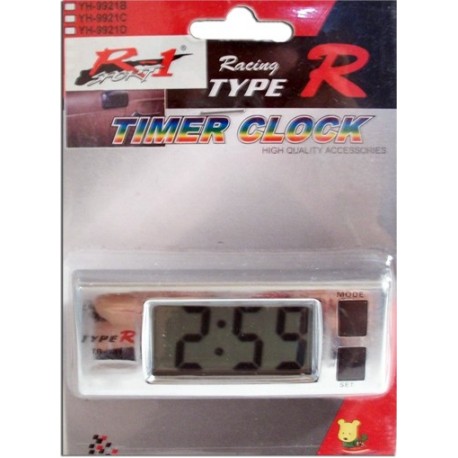 YH-9921B
YH-9921C
YH-9921D
R-1
SPORT
Racing
TYPE R
TIMER CLOCK
HIGH QUALITY ACCESSORIES
MODE
2:59
TYPE R
SET